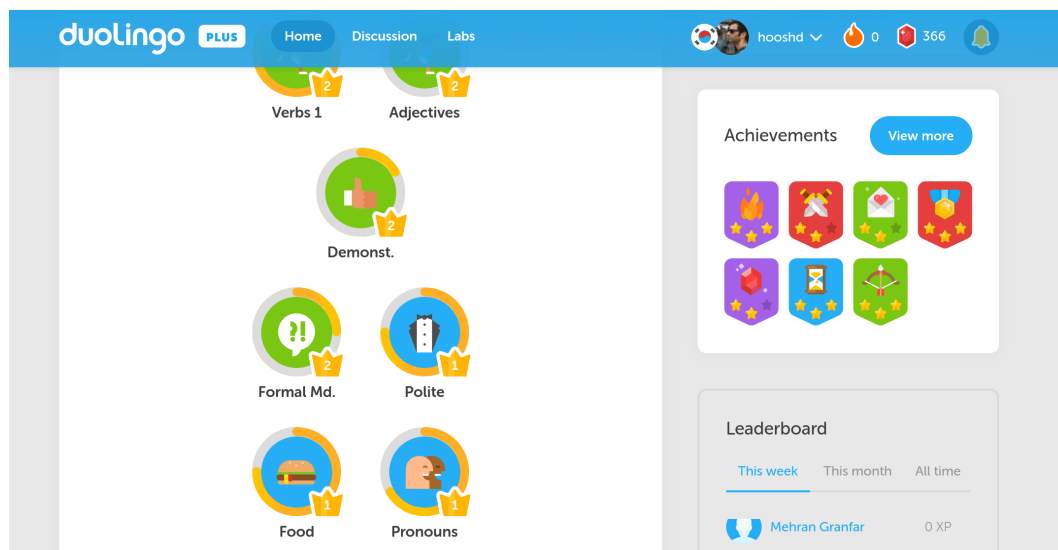 duolingo PLUS Home Discussion Labs hooshd 0 366
2 2
Verbs 1 Adjectives
2
Demonst.
?!
2 1
Formal Md. Polite
1 1
Food Pronouns
Achievements View more
Leaderboard
This week This month All time
Mehran Granfar 0 XP